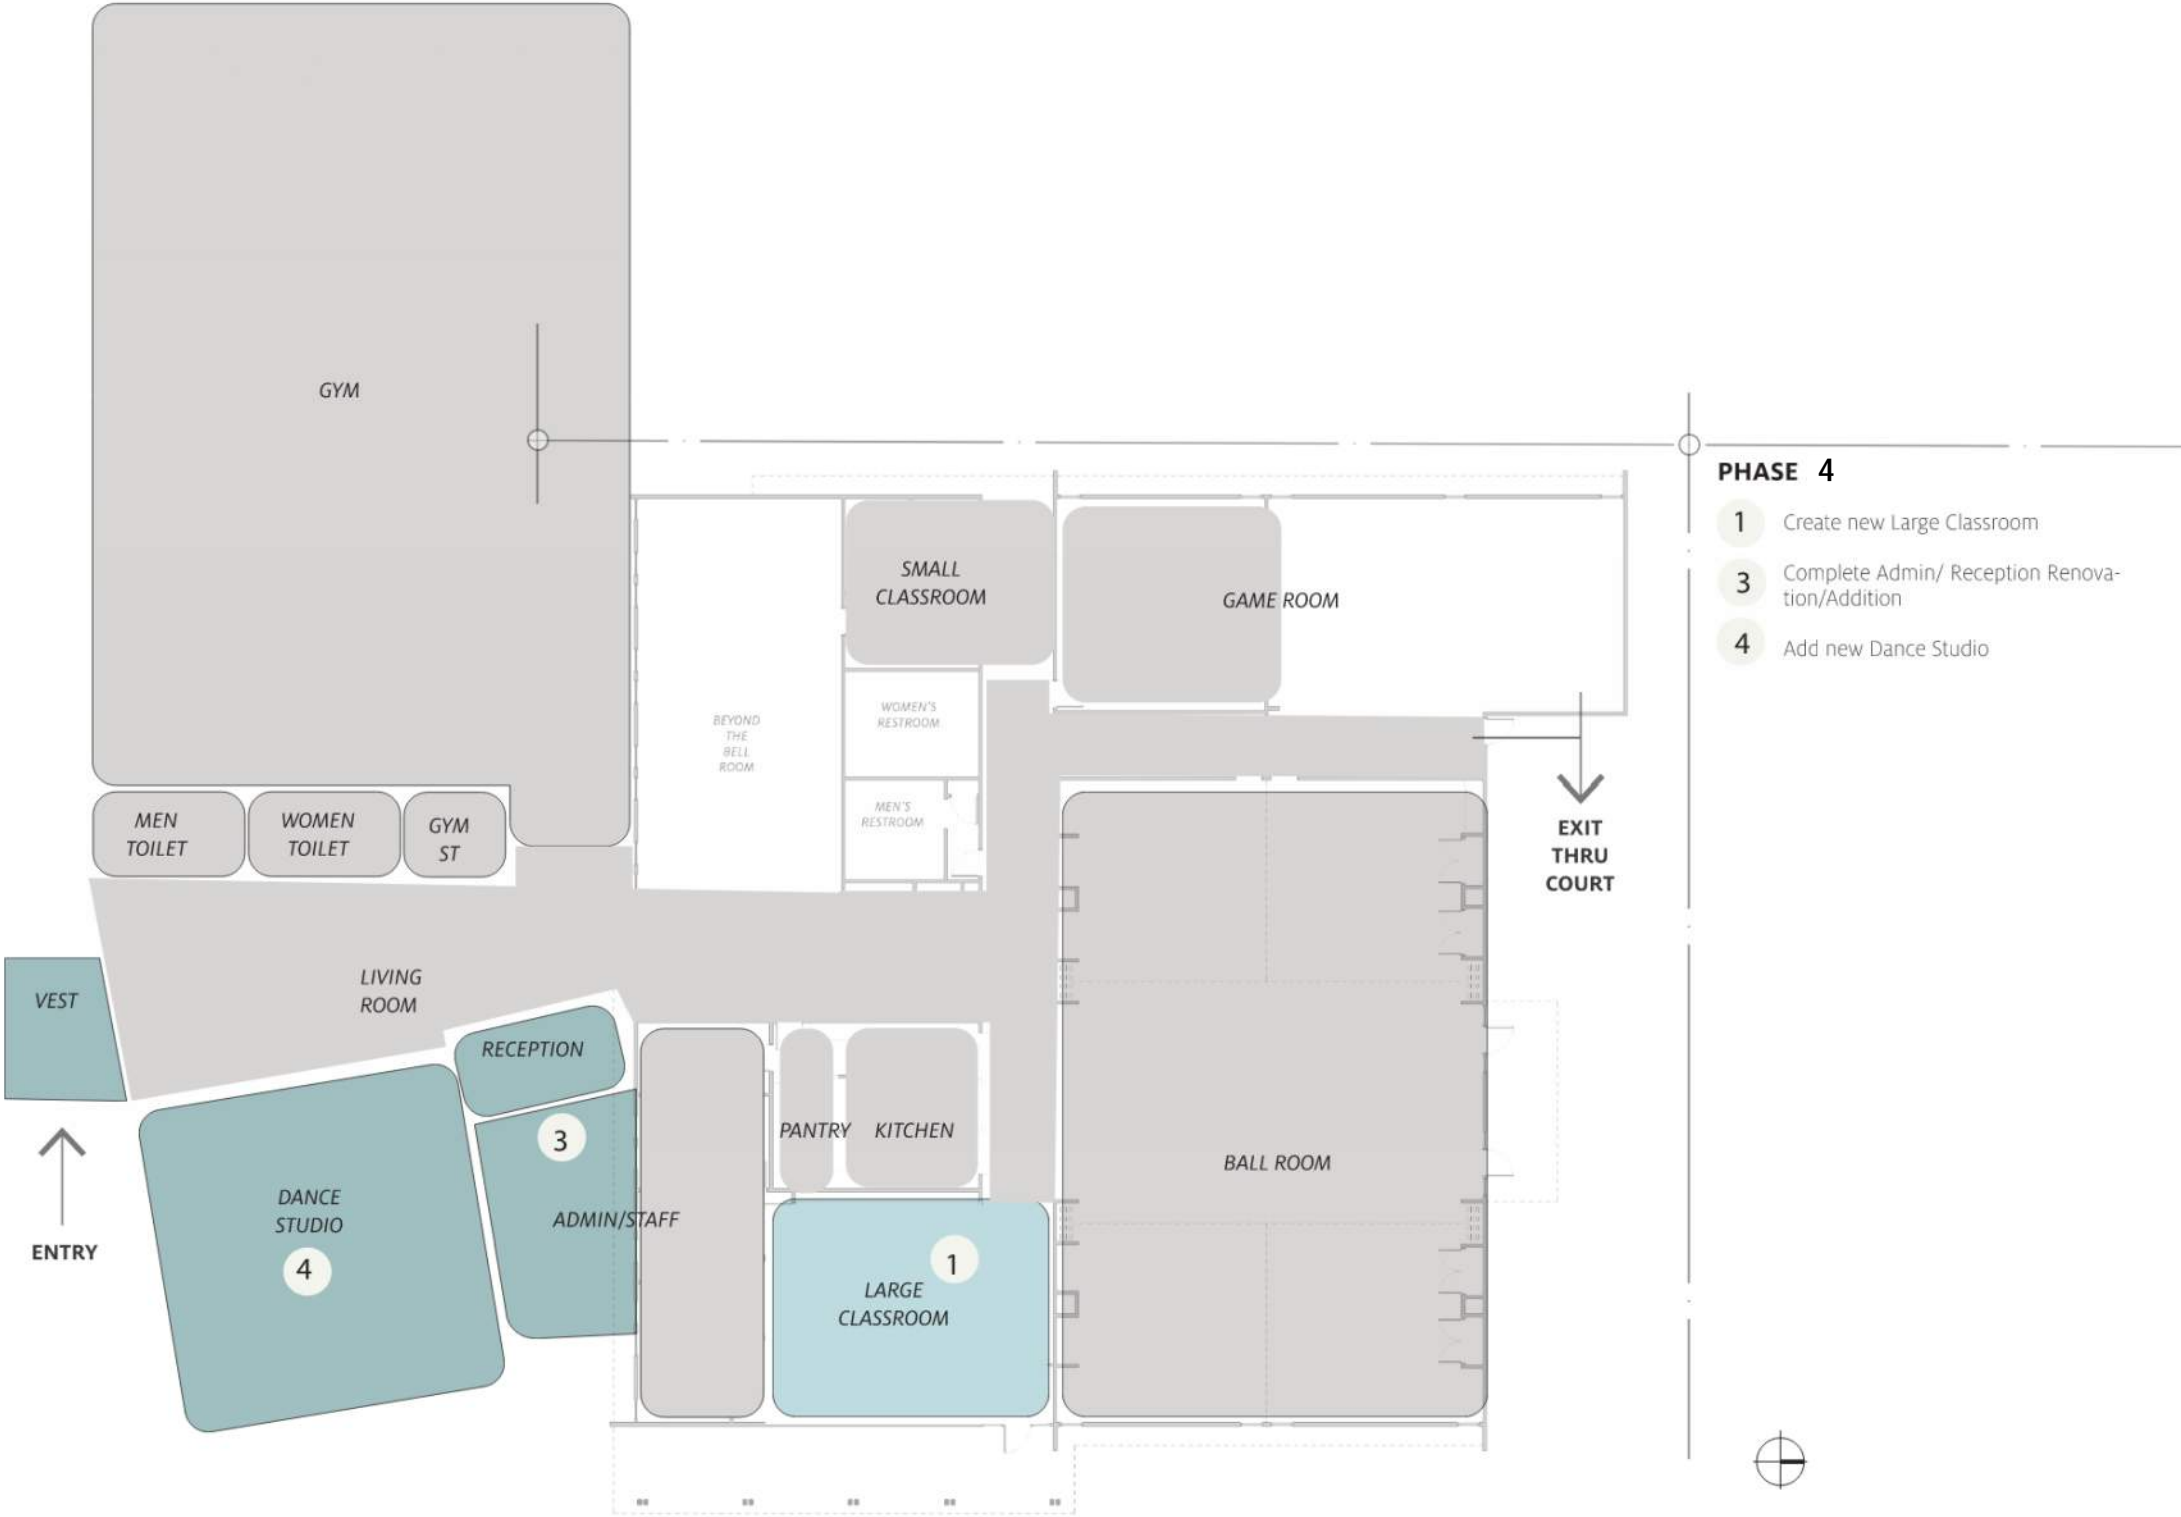 GYM
PHASE 4
1 Create new Large Classroom
3 Complete Admin/ Reception Renova-
tion/Addition
4 Add new Dance Studio
SMALL
CLASSROOM
GAME ROOM
WOMEN'S
RESTROOM
BEYOND
THE
BELL
ROOM
MEN'S
RESTROOM
MEN
TOILET
WOMEN
TOILET
GYM
ST
EXIT
THRU
COURT
LIVING
ROOM
VEST
RECEPTION
3
PANTRY
KITCHEN
BALL ROOM
DANCE
STUDIO
4
ADMIN/STAFF
ENTRY
1
LARGE
CLASSROOM